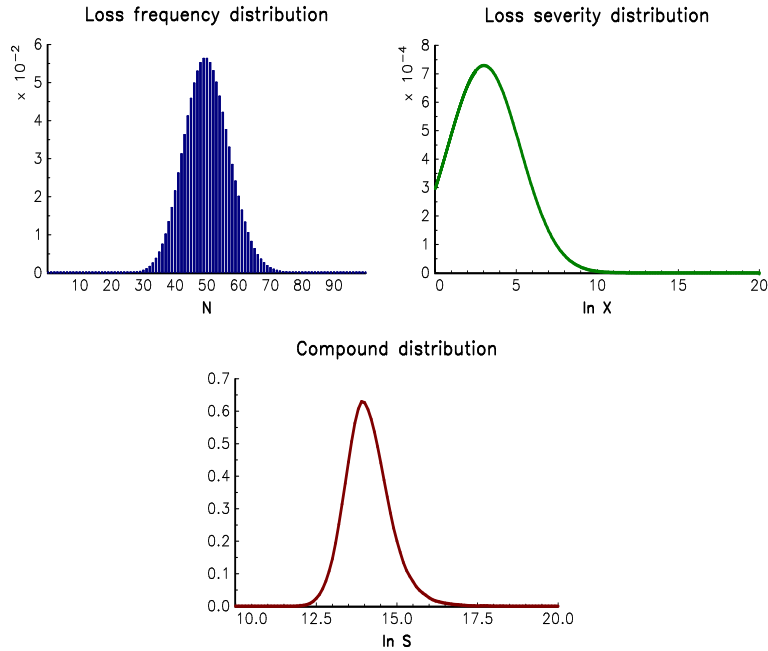 Loss frequency distribution
× 10⁻²
6
5
4
3
2
1
0
10 20 30 40 50 60 70 80 90
N
Loss severity distribution
× 10⁻⁴
8
7
6
5
4
3
2
1
0
0 5 10 15 20
ln X
Compound distribution
0.7
0.6
0.5
0.4
0.3
0.2
0.1
0.0
10.0 12.5 15.0 17.5 20.0
ln S